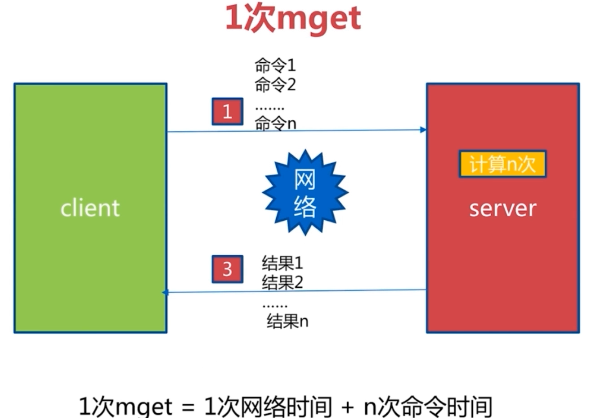 1次mget
命令1
命令2
.......
命令n
1
计算n次
网
络
client
server
3
结果1
结果2
......
结果n
1次mget = 1次网络时间 + n次命令时间